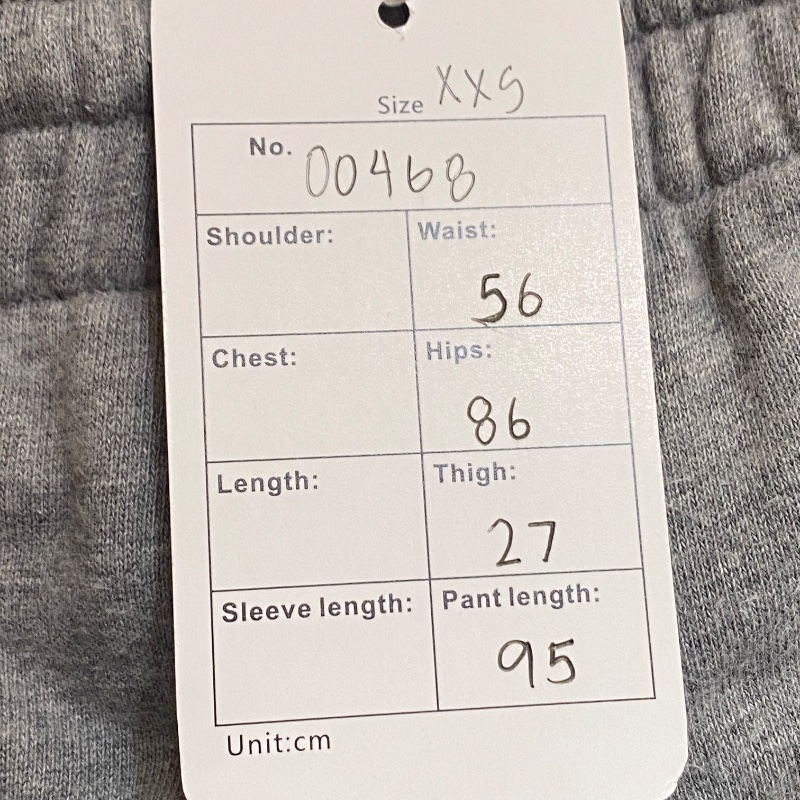 Size XXS
No. 00468
Shoulder: Waist:
56
Chest: Hips:
86
Length: Thigh:
27
Sleeve length: Pant length:
95
Unit:cm